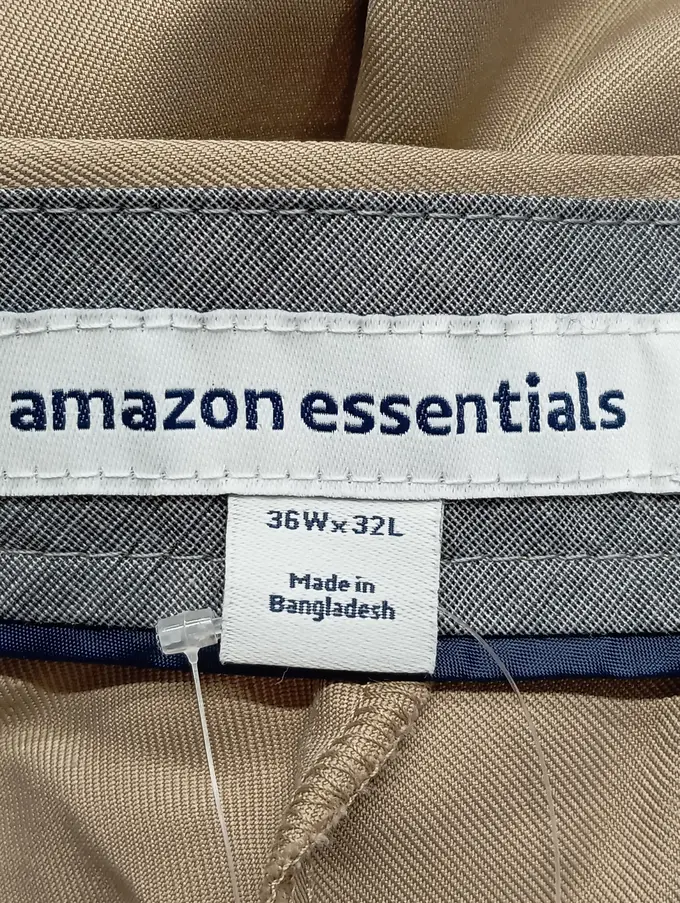 amazon essentials
36W x 32L
Made in
Bangladesh